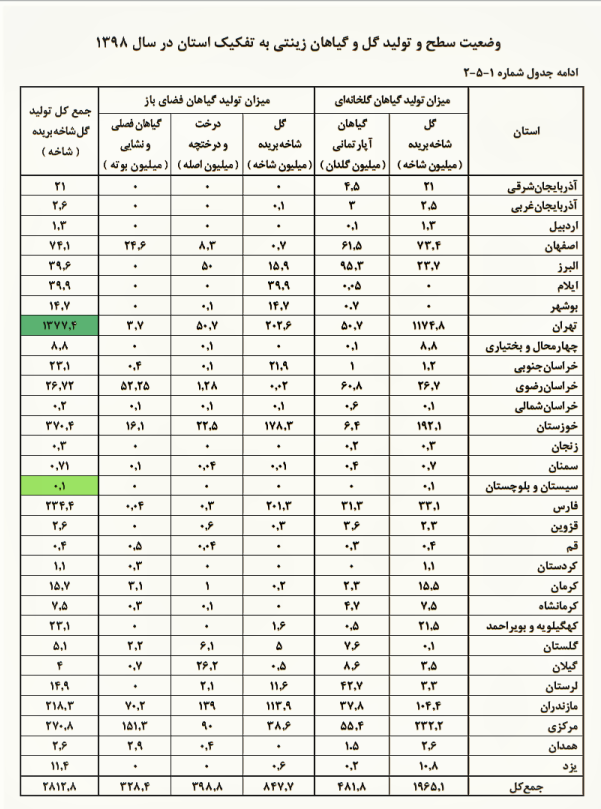 وضعیت سطح و تولید گل و گیاهان زینتی به تفکیک استان در سال ۱۳۹۸
ادامه جدول شماره ۱-۵-۲
استان | میزان تولید گیاهان گلخانه‌ای | میزان تولید گیاهان فضای باز | جمع کل تولید گل شاخه بریده (شاخه)
گل شاخه بریده (میلیون شاخه) | گیاهان آپارتمانی (میلیون گلدان) | گل شاخه بریده (میلیون شاخه) | درخت و درختچه (میلیون اصله) | گیاهان فصلی و نشایی (میلیون بوته)
آذربایجان‌شرقی ۲۱ ۴,۵ ۰ ۰ ۰ ۲۱
آذربایجان‌غربی ۲,۵ ۳ ۰,۱ ۰ ۰ ۲,۶
اردبیل ۱,۳ ۰,۱ ۰ ۰ ۰ ۱,۳
اصفهان ۷۳,۴ ۶۱,۵ ۰,۷ ۸,۳ ۲۴,۶ ۷۴,۱
البرز ۲۳,۷ ۹۵,۳ ۱۵,۹ ۵۰ ۰ ۳۹,۶
ایلام ۰ ۰,۰۵ ۳۹,۹ ۰ ۰ ۳۹,۹
بوشهر ۰ ۰,۷ ۱۴,۷ ۰,۱ ۰ ۱۴,۷
تهران ۱۱۷۴,۸ ۵۰,۷ ۲۰۲,۶ ۵۰,۷ ۳,۷ ۱۳۷۷,۴
چهارمحال و بختیاری ۸,۸ ۰,۱ ۰ ۰,۱ ۰ ۸,۸
خراسان‌جنوبی ۱,۲ ۱ ۲۱,۹ ۰,۱ ۰,۴ ۲۳,۱
خراسان‌رضوی ۲۶,۷ ۶۰,۸ ۰,۰۲ ۱,۲۸ ۵۲,۲۵ ۲۶,۷۲
خراسان‌شمالی ۰,۱ ۰,۶ ۰,۱ ۰,۱ ۰,۱ ۰,۲
خوزستان ۱۹۲,۱ ۶,۴ ۱۷۸,۳ ۲۲,۵ ۱۶,۱ ۳۷۰,۴
زنجان ۰,۳ ۰,۲ ۰ ۰ ۰ ۰,۳
سمنان ۰,۷ ۰,۴ ۰,۰۱ ۰,۰۴ ۰,۱ ۰,۷۱
سیستان و بلوچستان ۰,۱ ۰ ۰ ۰ ۰ ۰,۱
فارس ۳۳,۱ ۳۱,۳ ۲۰۱,۳ ۰,۳ ۰,۰۴ ۲۳۴,۴
قزوین ۲,۳ ۳,۶ ۰,۳ ۰,۶ ۰ ۲,۶
قم ۰,۴ ۰,۳ ۰ ۰,۰۴ ۰,۵ ۰,۴
کردستان ۱,۱ ۰ ۰ ۰ ۰,۳ ۱,۱
کرمان ۱۵,۵ ۲,۳ ۰,۲ ۱ ۳,۱ ۱۵,۷
کرمانشاه ۷,۵ ۴,۷ ۰ ۰,۱ ۰,۳ ۷,۵
کهگیلویه و بویراحمد ۲۱,۵ ۰,۵ ۱,۶ ۰ ۰ ۲۳,۱
گلستان ۰,۱ ۷,۶ ۵ ۶,۱ ۲,۲ ۵,۱
گیلان ۳,۵ ۸,۶ ۰,۵ ۲۶,۲ ۰,۷ ۴
لرستان ۳,۳ ۴۲,۷ ۱۱,۶ ۲,۱ ۰ ۱۴,۹
مازندران ۱۰۴,۴ ۳۷,۸ ۱۱۳,۹ ۱۳۹ ۷۰,۲ ۲۱۸,۳
مرکزی ۲۳۲,۲ ۵۵,۴ ۳۸,۶ ۹۰ ۱۵۱,۳ ۲۷۰,۸
همدان ۲,۶ ۱.۵ ۰ ۰,۴ ۲,۹ ۲,۶
یزد ۱۰,۸ ۰,۲ ۰,۶ ۰ ۰ ۱۱,۴
جمع‌کل ۱۹۶۵,۱ ۴۸۱,۸ ۸۴۷,۷ ۳۹۸,۸ ۳۲۸,۴ ۲۸۱۲,۸